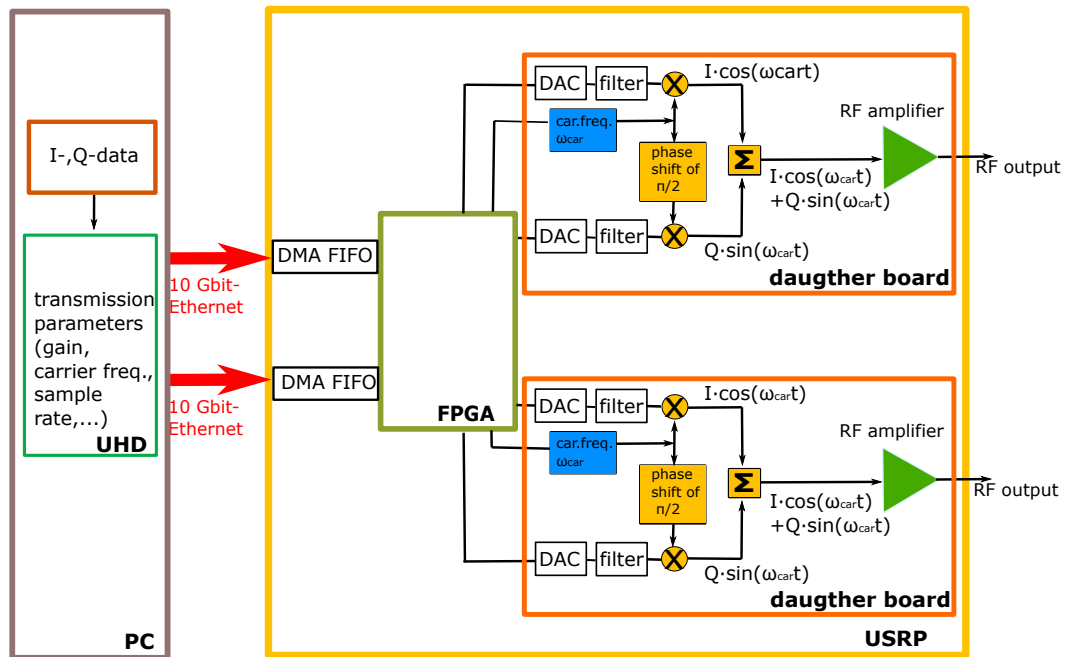 I-,Q-data
transmission
parameters
(gain,
carrier freq.,
sample
rate,...)
UHD
PC
10 Gbit-
Ethernet
10 Gbit-
Ethernet
DMA FIFO
DMA FIFO
FPGA
DAC
filter
X
I·cos(ωcart)
car.freq.
ωcar
phase
shift of
π/2
Σ
RF amplifier
I·cos(ωcart)
+Q·sin(ωcart)
RF output
DAC
filter
X
Q·sin(ωcart)
daugther board
DAC
filter
X
I·cos(ωcart)
car.freq.
ωcar
phase
shift of
π/2
Σ
RF amplifier
I·cos(ωcart)
+Q·sin(ωcart)
RF output
DAC
filter
X
Q·sin(ωcart)
daugther board
USRP